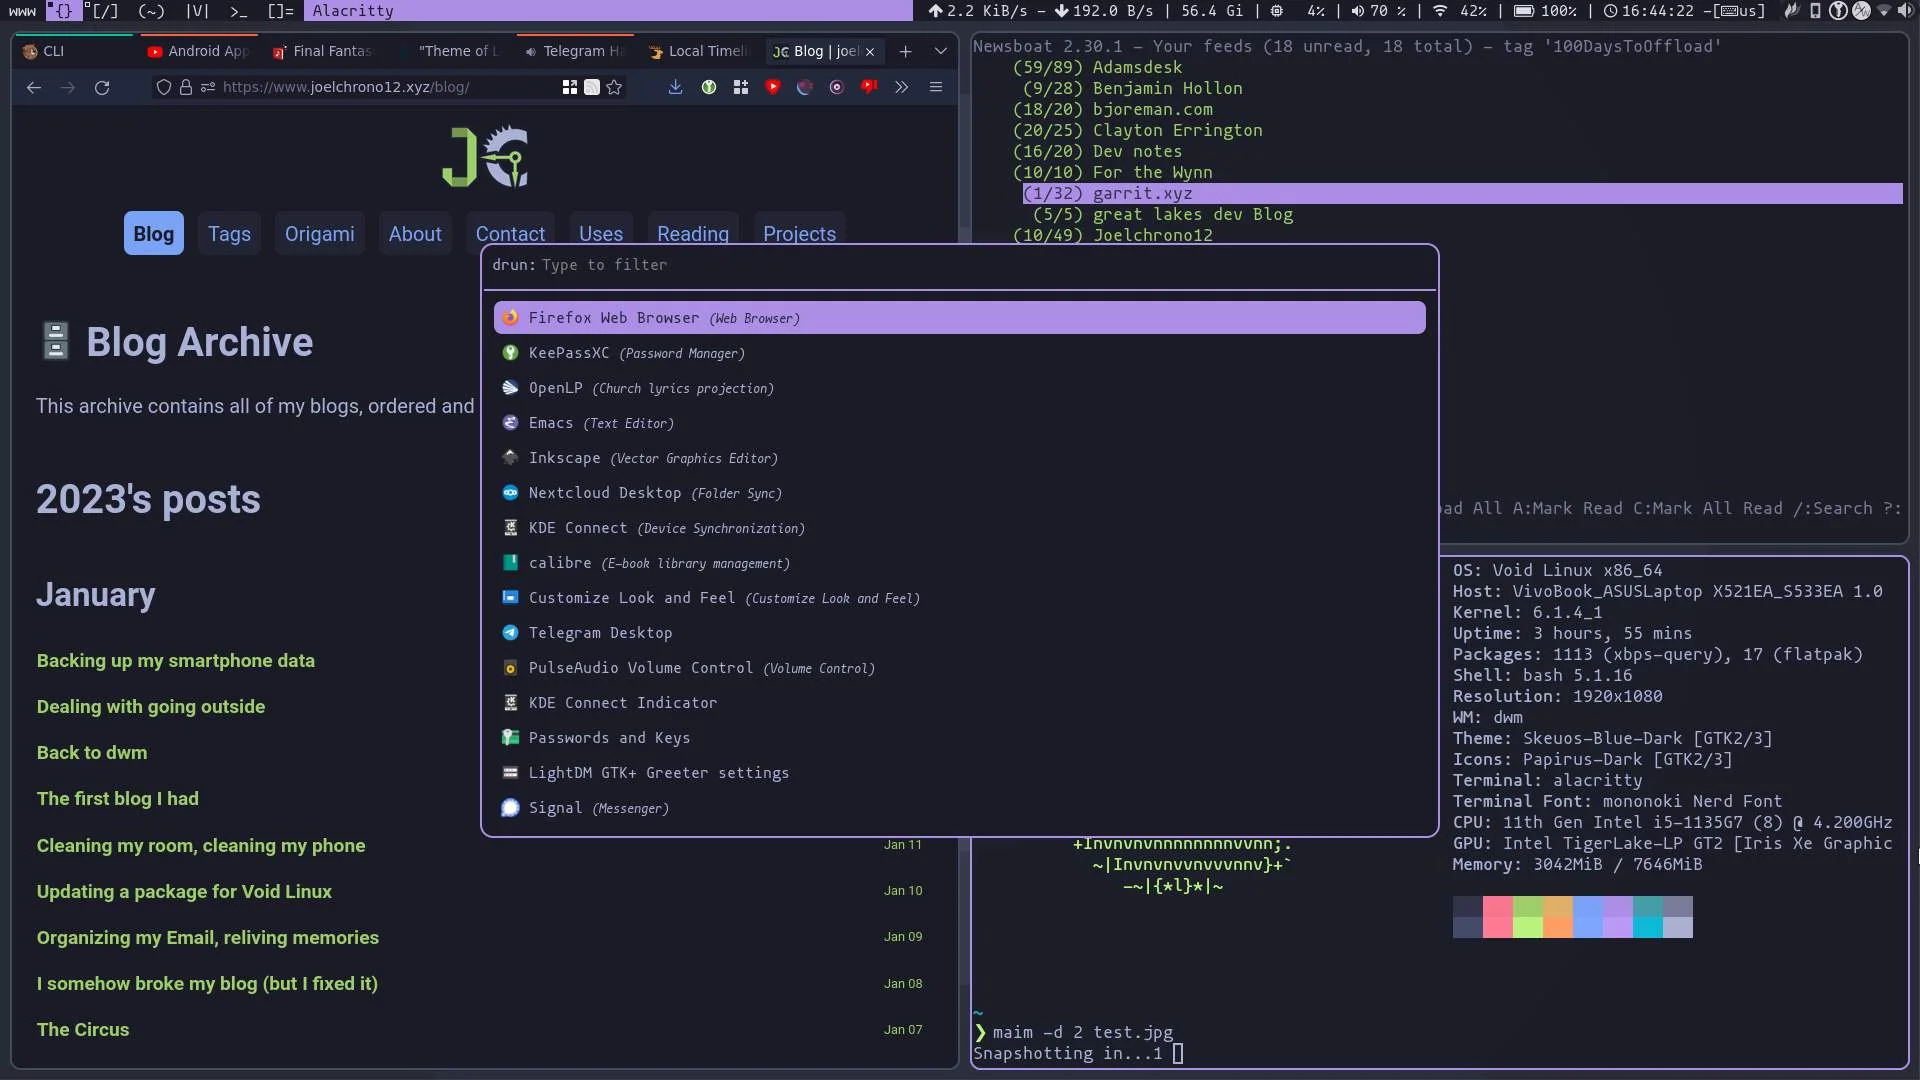 www {} [/] (~) |V| >_ []= Alacritty 2.2 KiB/s – 192.0 B/s | 56.4 Gi | 4% | 70 % | 42% | 100% | 16:44:22 -[us]
CLI Android App Final Fantas "Theme of L Telegram Ha Local Timeli JC Blog | joel
https://www.joelchrono12.xyz/blog/
JC
Blog Tags Origami About Contact Uses Reading Projects
Blog Archive
This archive contains all of my blogs, ordered and
2023's posts
January
Backing up my smartphone data
Dealing with going outside
Back to dwm
The first blog I had
Cleaning my room, cleaning my phone Jan 11
Updating a package for Void Linux Jan 10
Organizing my Email, reliving memories Jan 09
I somehow broke my blog (but I fixed it) Jan 08
The Circus Jan 07
Newsboat 2.30.1 – Your feeds (18 unread, 18 total) – tag '100DaysToOffload'
(59/89) Adamsdesk
(9/28) Benjamin Hollon
(18/20) bjoreman.com
(20/25) Clayton Errington
(16/20) Dev notes
(10/10) For the Wynn
(1/32) garrit.xyz
(5/5) great lakes dev Blog
(10/49) Joelchrono12
ad All A:Mark Read C:Mark All Read /:Search ?:
drun: Type to filter
Firefox Web Browser (Web Browser)
KeePassXC (Password Manager)
OpenLP (Church lyrics projection)
Emacs (Text Editor)
Inkscape (Vector Graphics Editor)
Nextcloud Desktop (Folder Sync)
KDE Connect (Device Synchronization)
calibre (E-book library management)
Customize Look and Feel (Customize Look and Feel)
Telegram Desktop
PulseAudio Volume Control (Volume Control)
KDE Connect Indicator
Passwords and Keys
LightDM GTK+ Greeter settings
Signal (Messenger)
OS: Void Linux x86_64
Host: VivoBook_ASUSLaptop X521EA_S533EA 1.0
Kernel: 6.1.4_1
Uptime: 3 hours, 55 mins
Packages: 1113 (xbps-query), 17 (flatpak)
Shell: bash 5.1.16
Resolution: 1920x1080
WM: dwm
Theme: Skeuos-Blue-Dark [GTK2/3]
Icons: Papirus-Dark [GTK2/3]
Terminal: alacritty
Terminal Font: mononoki Nerd Font
CPU: 11th Gen Intel i5-1135G7 (8) @ 4.200GHz
GPU: Intel TigerLake-LP GT2 [Iris Xe Graphic
Memory: 3042MiB / 7646MiB
+Invnvnvnnnnnnnnvvnn;.
~|Invnvnvvnvvvnnv}+`
-~|{*l}*|~
~
❯ maim -d 2 test.jpg
Snapshotting in...1